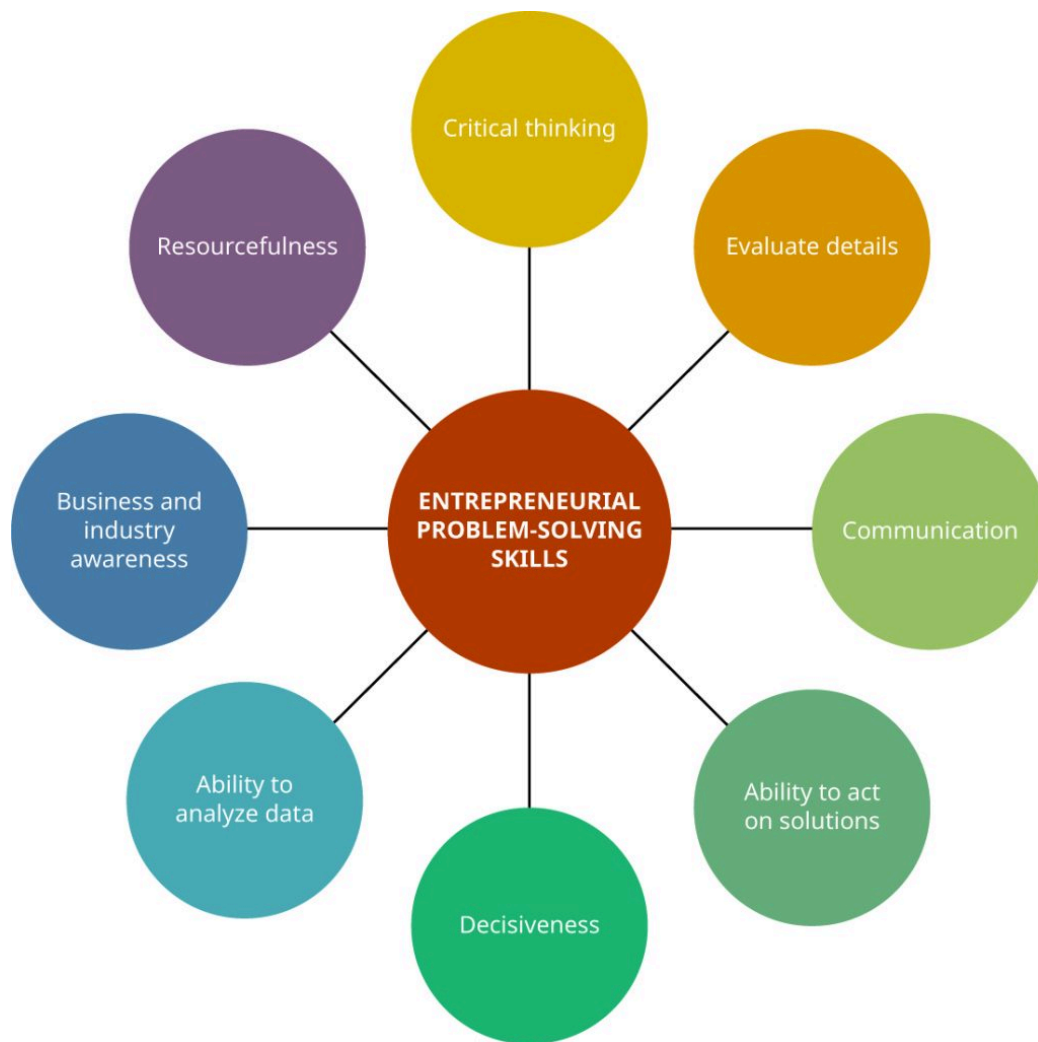 Critical thinking
Evaluate details
Communication
Ability to act
on solutions
Decisiveness
Ability to
analyze data
Business and
industry
awareness
Resourcefulness
ENTREPRENEURIAL
PROBLEM-SOLVING
SKILLS